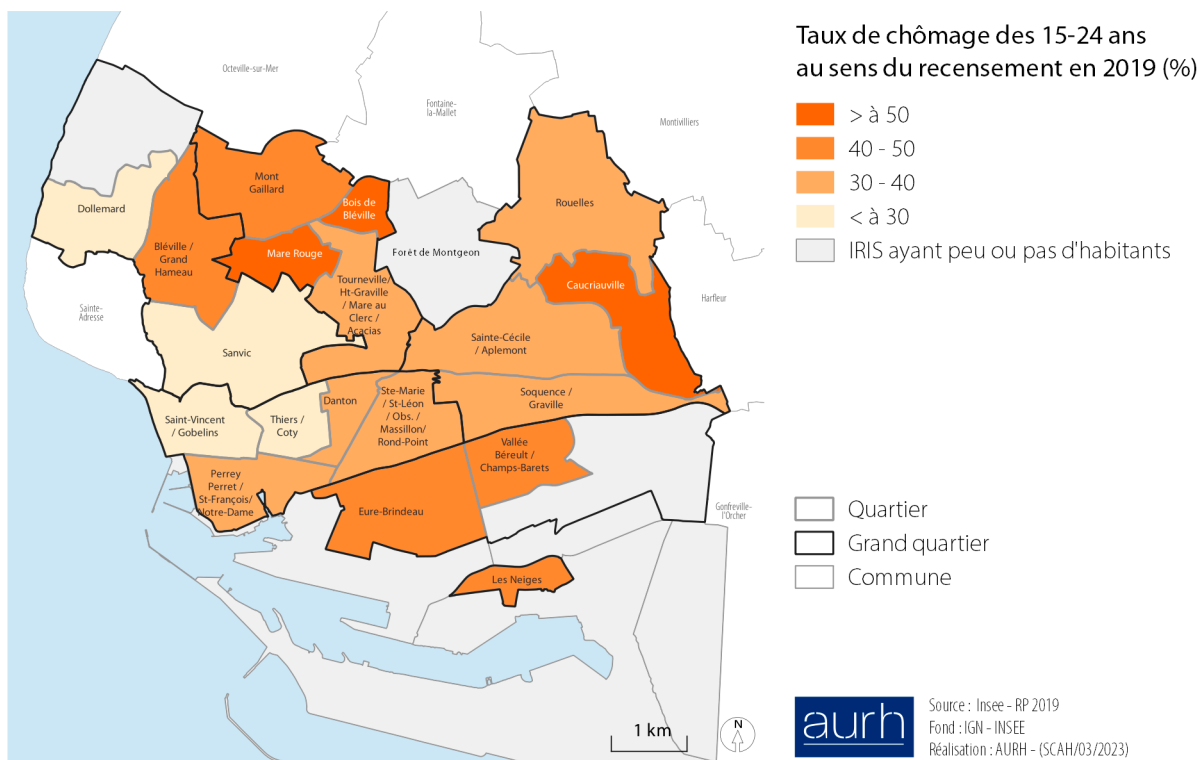 Taux de chômage des 15-24 ans
au sens du recensement en 2019 (%)
> à 50
40 - 50
30 - 40
< à 30
IRIS ayant peu ou pas d'habitants
Octeville-sur-Mer
Fontaine-
la-Mallet
Montivilliers
Mont
Gaillard
Bois de
Bléville
Rouelles
Dollemard
Bléville /
Grand
Hameau
Mare Rouge
Forêt de Montgeon
Tourneville/
Ht-Graville
/ Mare au
Clerc /
Acacias
Caucriauville
Harfleur
Sainte-
Adresse
Sanvic
Sainte-Cécile
/ Aplemont
Saint-Vincent
/ Gobelins
Thiers /
Coty
Danton
Ste-Marie
/ St-Léon
/ Obs. /
Massillon/
Rond-Point
Soquence /
Graville
Vallée
Béreult /
Champs-Barets
Perrey
Perret /
St-François/
Notre-Dame
Eure-Brindeau
Gonfreville-
l'Orcher
Les Neiges
Quartier
Grand quartier
Commune
1 km
N
aurh
Source : Insee - RP 2019
Fond : IGN - INSEE
Réalisation : AURH - (SCAH/03/2023)